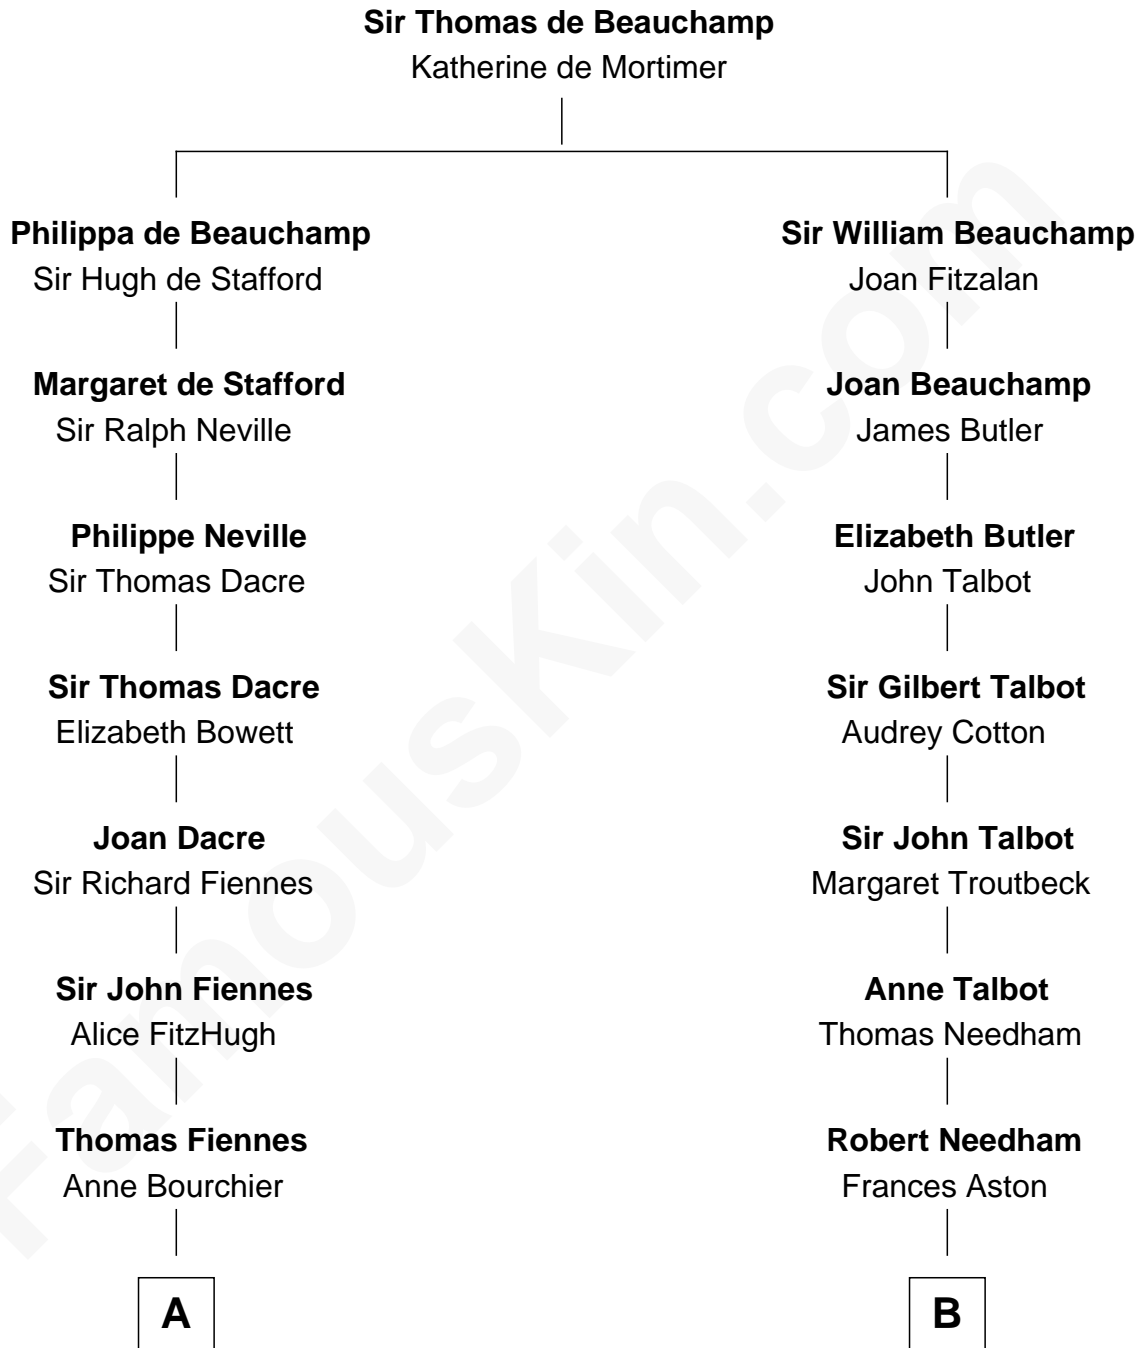 Sir Thomas de Beauchamp
Katherine de Mortimer
Philippa de Beauchamp
Sir Hugh de Stafford
Margaret de Stafford
Sir Ralph Neville
Philippe Neville
Sir Thomas Dacre
Sir Thomas Dacre
Elizabeth Bowett
Joan Dacre
Sir Richard Fiennes
Sir John Fiennes
Alice FitzHugh
Thomas Fiennes
Anne Bourchier
A
Sir William Beauchamp
Joan Fitzalan
Joan Beauchamp
James Butler
Elizabeth Butler
John Talbot
Sir Gilbert Talbot
Audrey Cotton
Sir John Talbot
Margaret Troutbeck
Anne Talbot
Thomas Needham
Robert Needham
Frances Aston
B
FamousKin.com